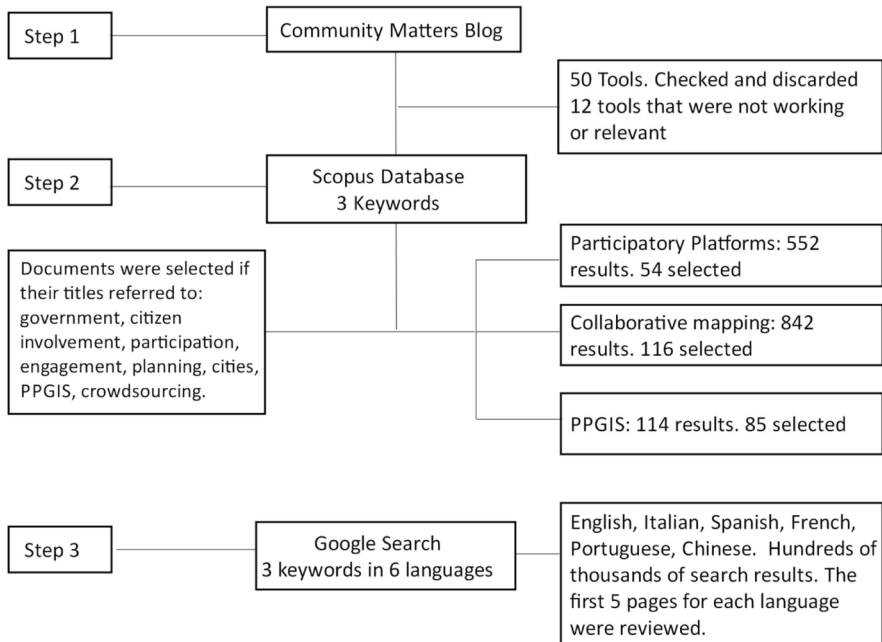 Step 1
Community Matters Blog
50 Tools. Checked and discarded
12 tools that were not working
or relevant
Step 2
Scopus Database
3 Keywords
Documents were selected if
their titles referred to:
government, citizen
involvement, participation,
engagement, planning, cities,
PPGIS, crowdsourcing.
Participatory Platforms: 552
results. 54 selected
Collaborative mapping: 842
results. 116 selected
PPGIS: 114 results. 85 selected
Step 3
Google Search
3 keywords in 6 languages
English, Italian, Spanish, French,
Portuguese, Chinese.  Hundreds of
thousands of search results. The
first 5 pages for each language
were reviewed.